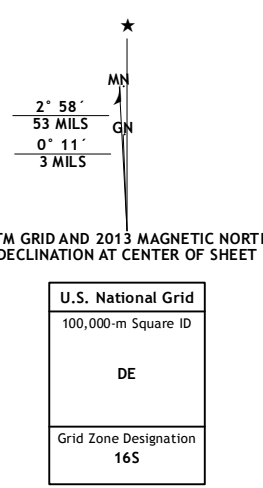 ★
MN
2° 58´
53 MILS
GN
0° 11´
3 MILS
TM GRID AND 2013 MAGNETIC NORTH
DECLINATION AT CENTER OF SHEET
U.S. National Grid
100,000-m Square ID
DE
Grid Zone Designation
16S